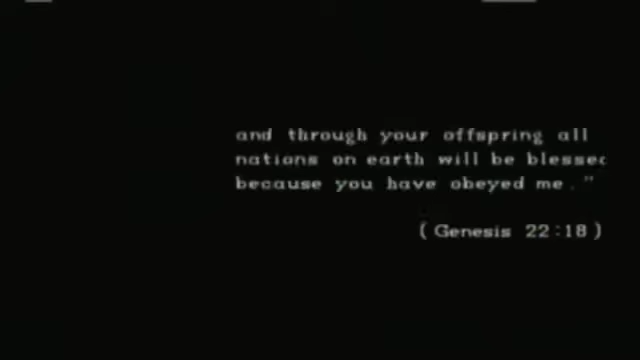 and through your offspring all
nations on earth will be blessed
because you have obeyed me."
(Genesis 22:18)